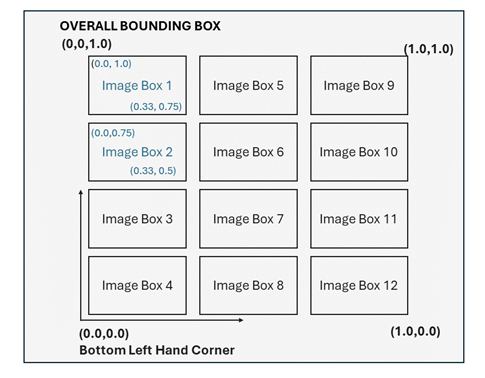 OVERALL BOUNDING BOX
(0,0,1.0)
(1.0,1.0)
(0.0, 1.0)
Image Box 1
(0.33, 0.75)
Image Box 5
Image Box 9
(0.0,0.75)
Image Box 2
(0.33, 0.5)
Image Box 6
Image Box 10
Image Box 3
Image Box 7
Image Box 11
Image Box 4
Image Box 8
Image Box 12
(0.0,0.0)
(1.0,0.0)
Bottom Left Hand Corner